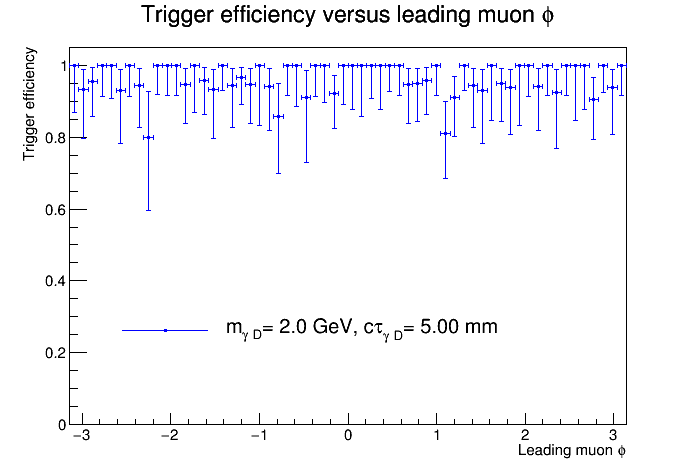 Trigger efficiency versus leading muon ϕ
Trigger efficiency
1
0.8
0.6
0.4
0.2
0
mγ D= 2.0 GeV, cτγ D= 5.00 mm
−3 −2 −1 0 1 2 3
Leading muon ϕ